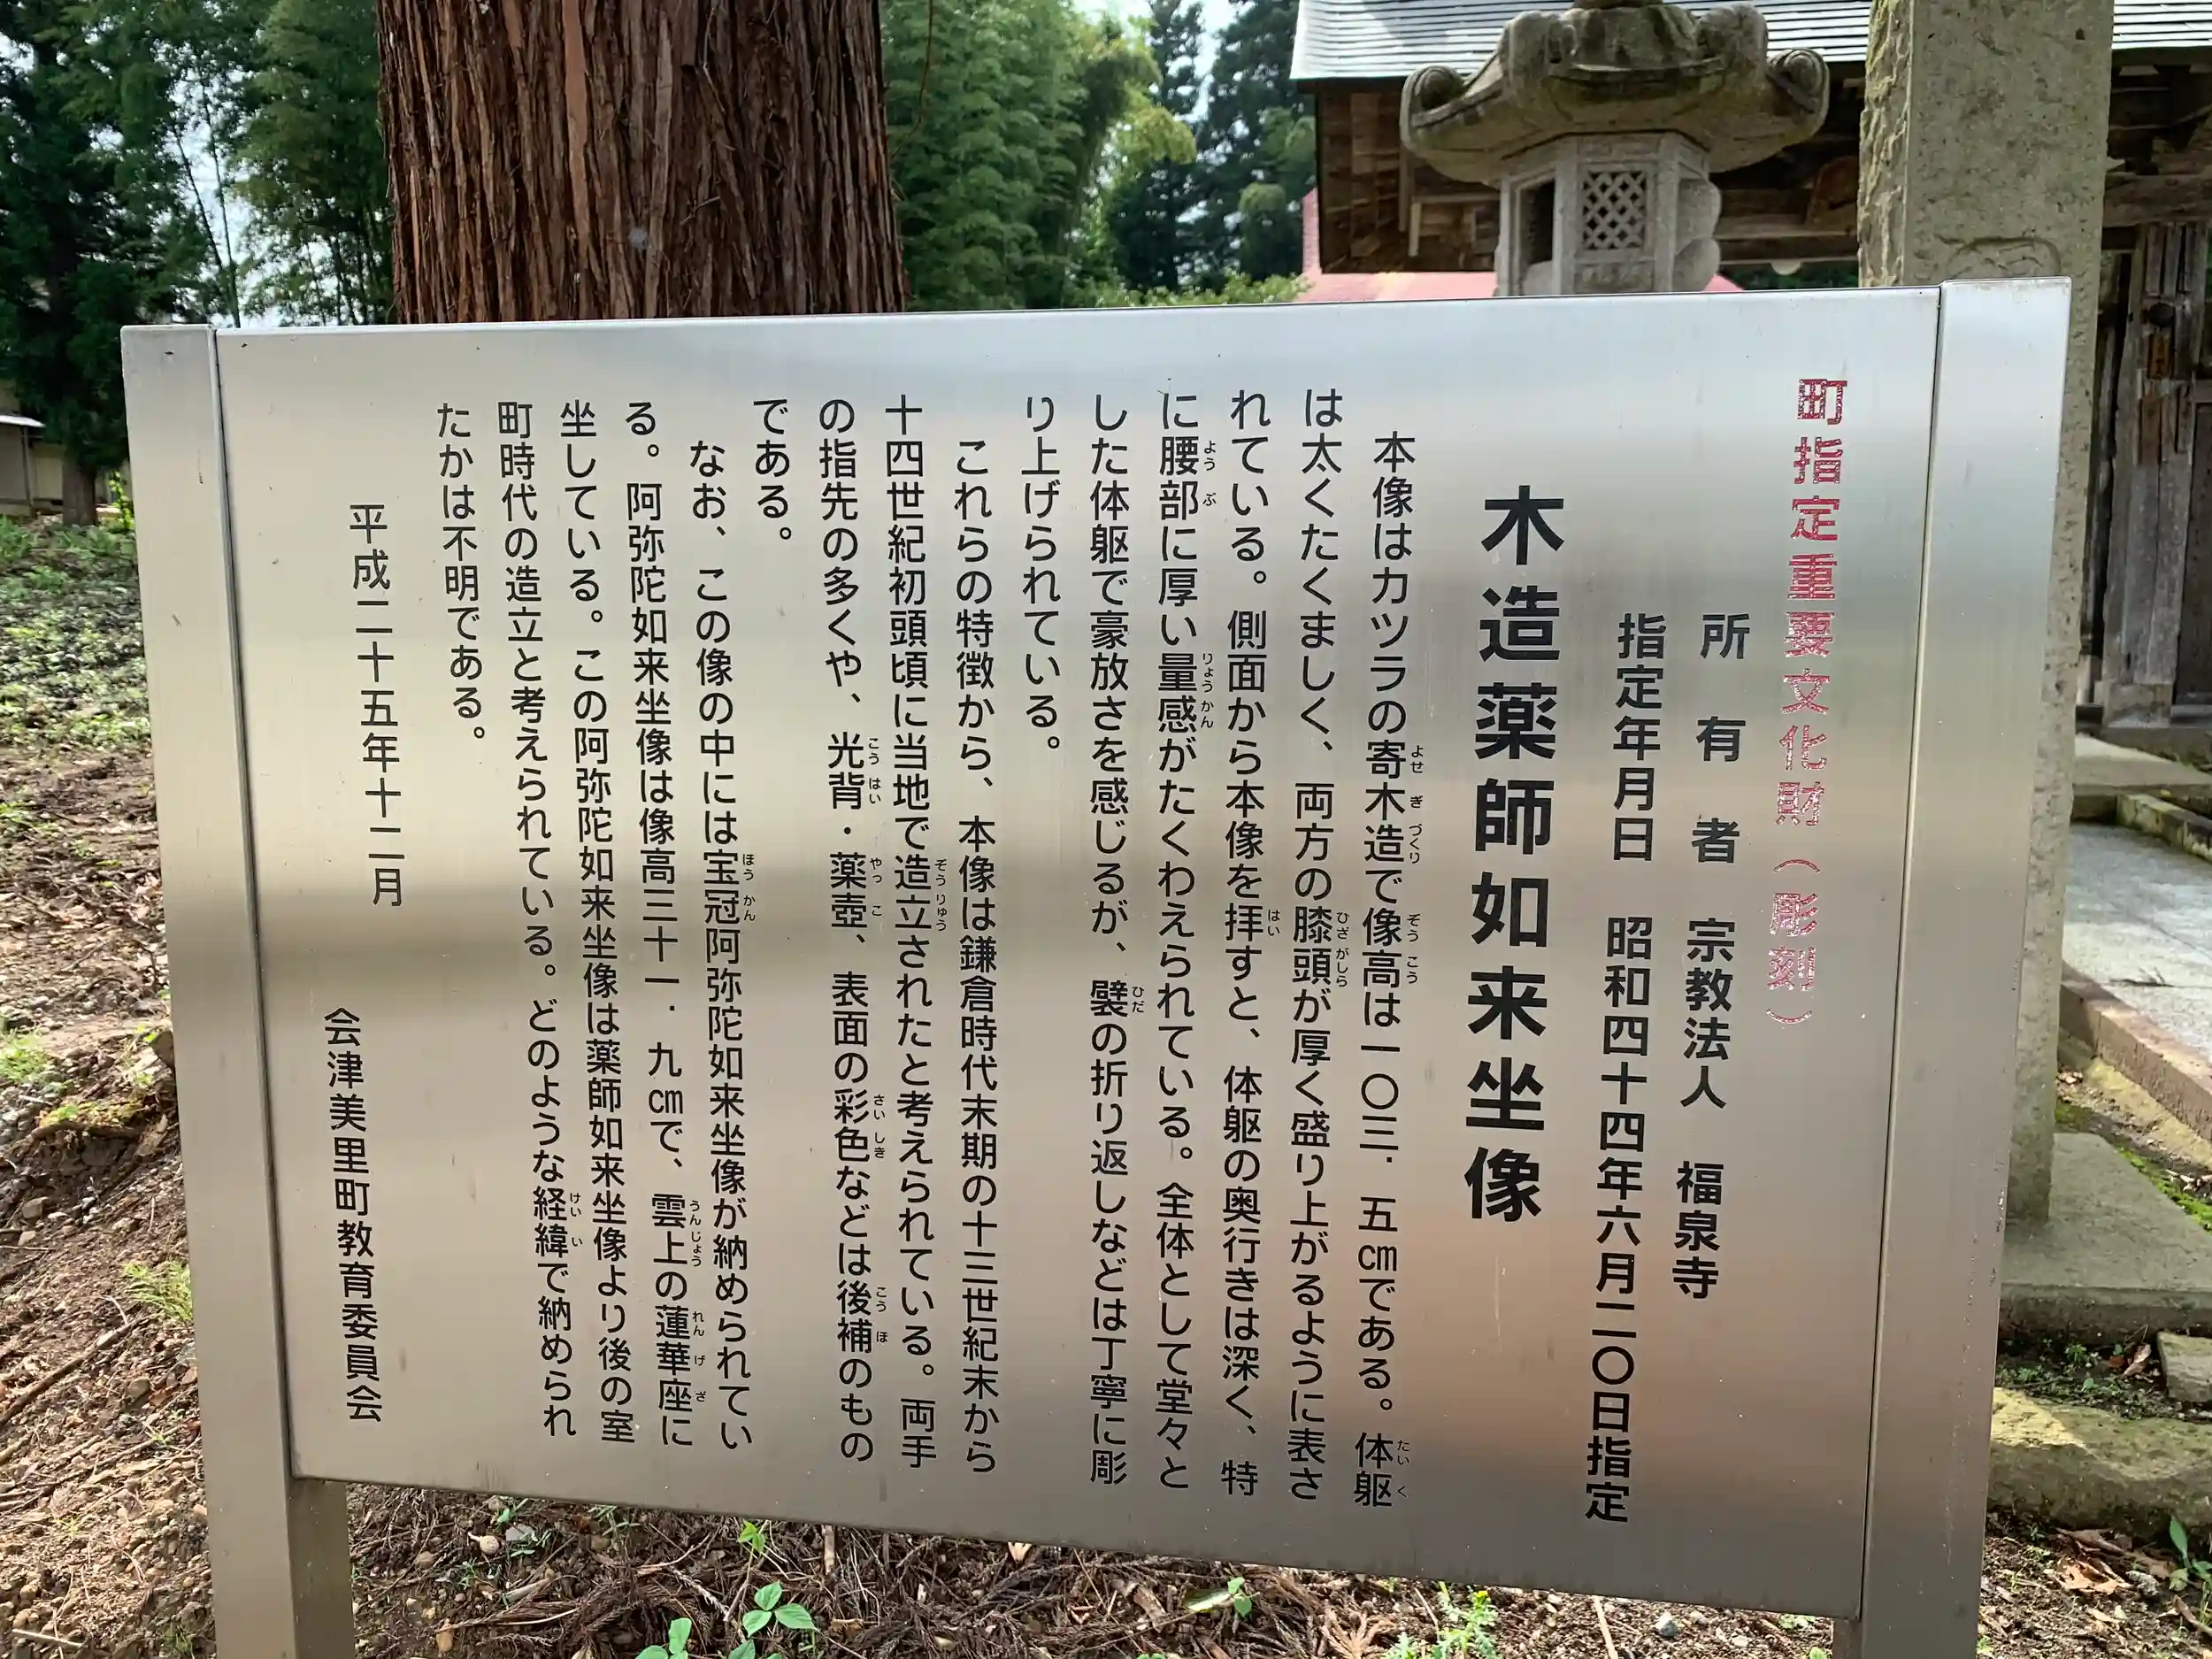 町指定重要文化財(彫刻)
所有者 宗教法人 福泉寺
指定年月日 昭和四十四年六月二〇日指定
木造薬師如来坐像
本像はカツラの寄木造で像高は一〇三．五㎝である。体躯
は太くたくましく、両方の膝頭が厚く盛り上がるように表さ
れている。側面から本像を拝すと、体躯の奥行きは深く、特
に腰部に厚い量感がたくわえられている。全体として堂々と
した体躯で豪放さを感じるが、襞の折り返しなどは丁寧に彫
り上げられている。
これらの特徴から、本像は鎌倉時代末期の十三世紀末から
十四世紀初頭頃に当地で造立されたと考えられている。両手
の指先の多くや、光背・薬壺、表面の彩色などは後補のもの
である。
なお、この像の中には宝冠阿弥陀如来坐像が納められてい
る。阿弥陀如来坐像は像高三十一．九㎝で、雲上の蓮華座に
坐している。この阿弥陀如来坐像は薬師如来坐像より後の室
町時代の造立と考えられている。どのような経緯で納められ
たかは不明である。
平成二十五年十二月
会津美里町教育委員会